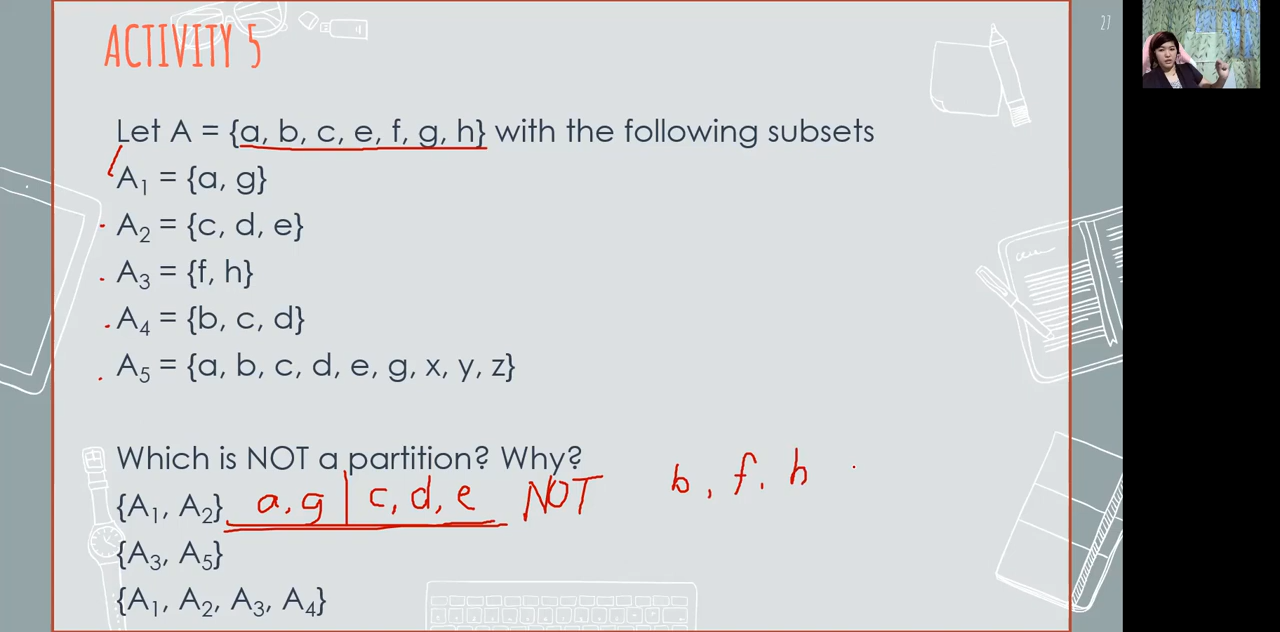 27
ACTIVITY 5
Let A = {a, b, c, e, f, g, h} with the following subsets
A₁ = {a, g}
A₂ = {c, d, e}
A₃ = {f, h}
A₄ = {b, c, d}
A₅ = {a, b, c, d, e, g, x, y, z}
Which is NOT a partition? Why?
{A₁, A₂} a, g | c, d, e NOT b, f, h
{A₃, A₅}
{A₁, A₂, A₃, A₄}